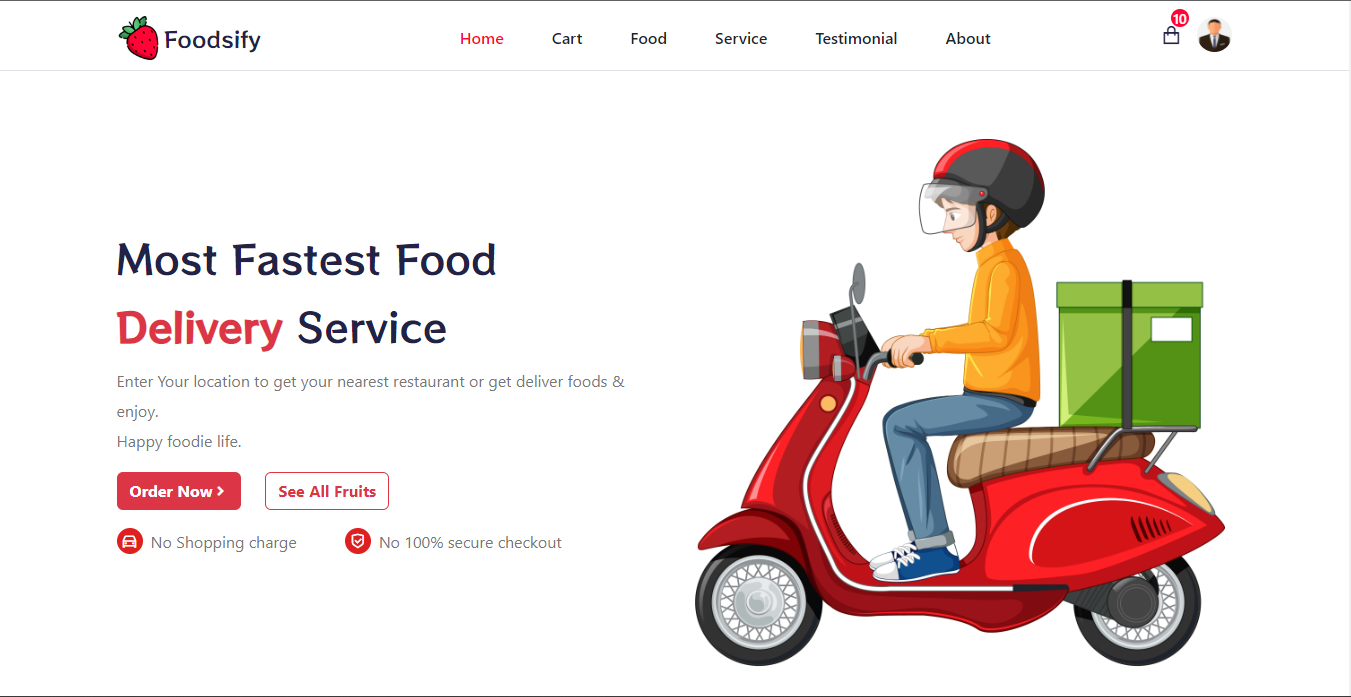 Foodsify
Home Cart Food Service Testimonial About
10
Most Fastest Food
Delivery Service
Enter Your location to get your nearest restaurant or get deliver foods &
enjoy.
Happy foodie life.
Order Now
See All Fruits
No Shopping charge
No 100% secure checkout